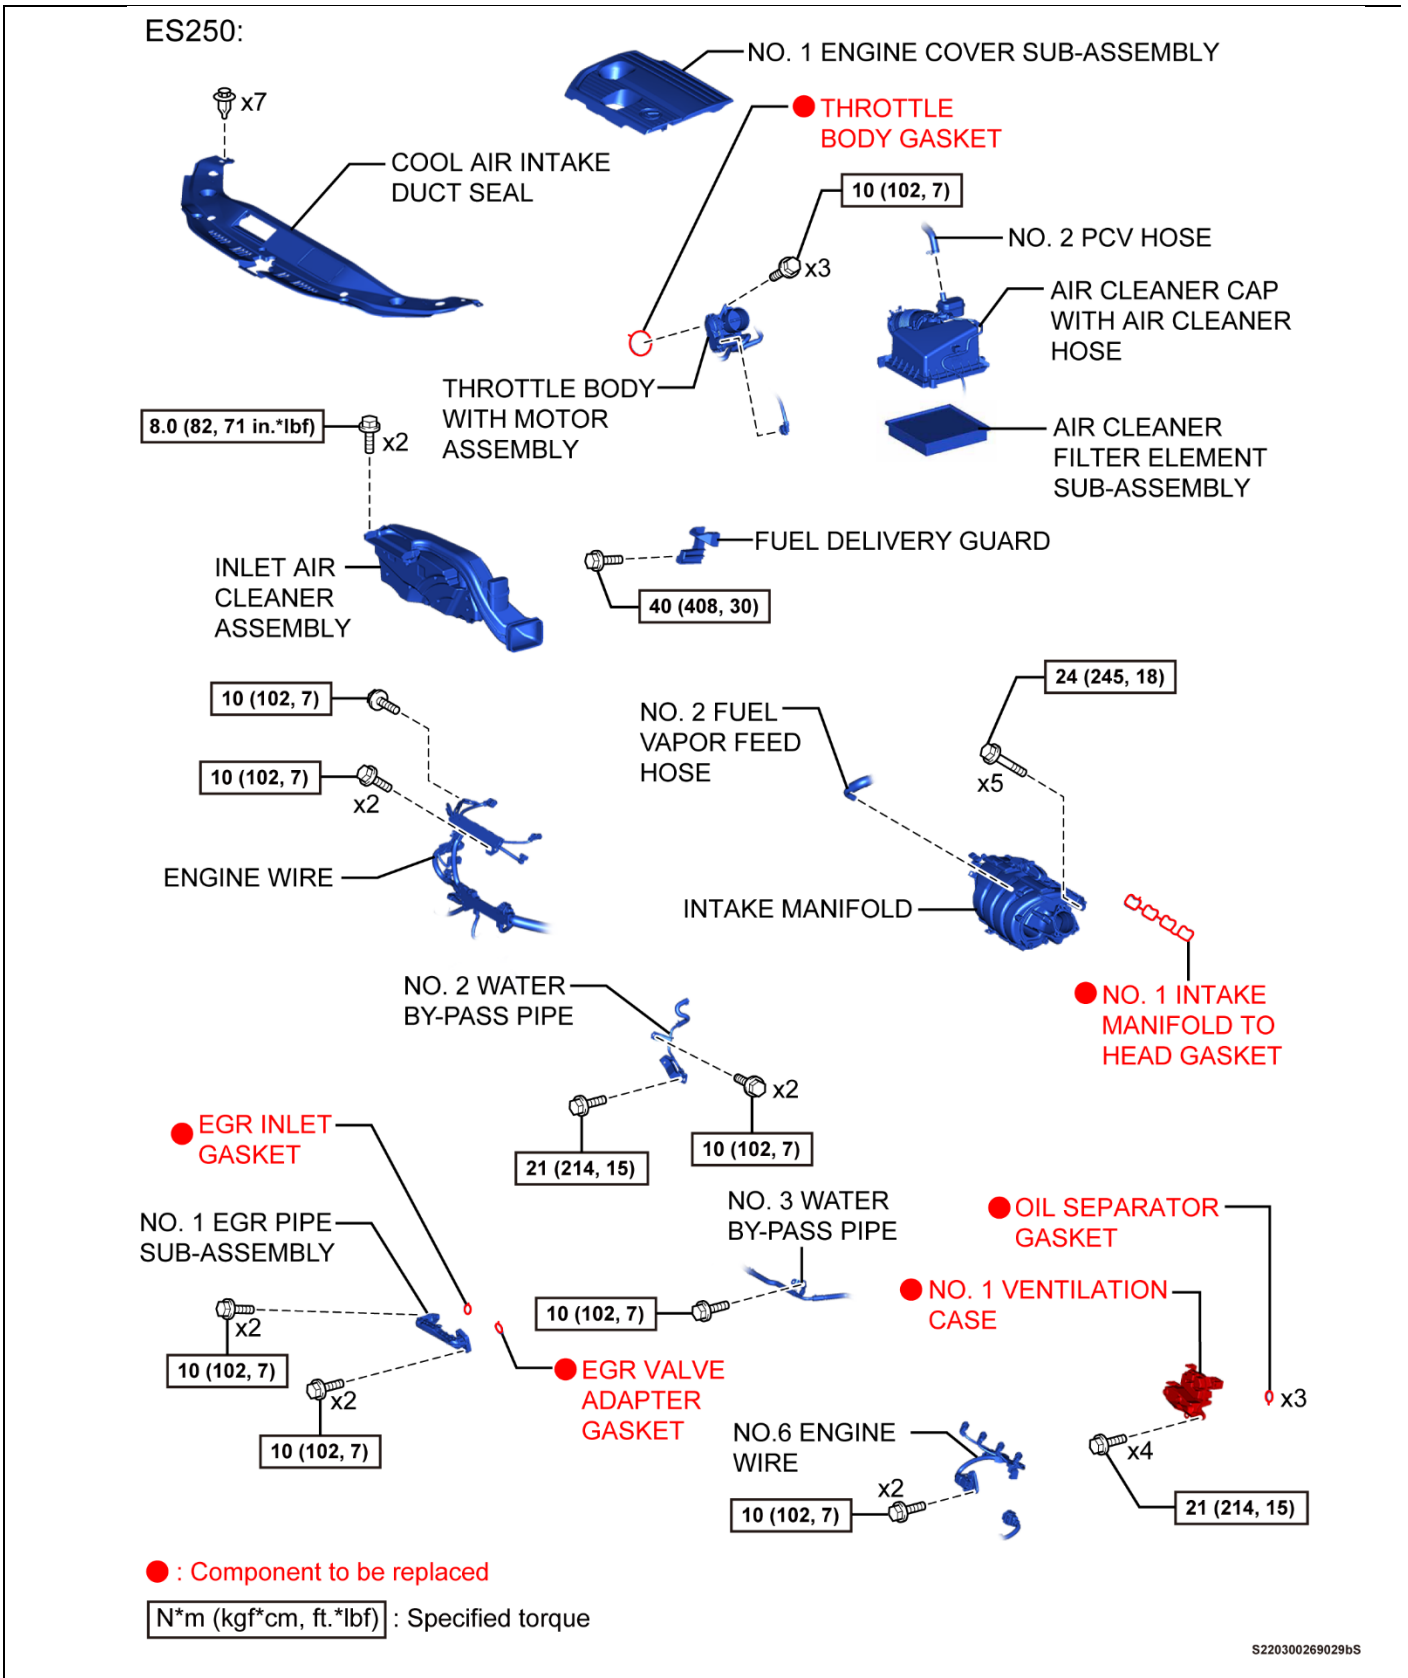 ES250:
NO. 1 ENGINE COVER SUB-ASSEMBLY
x7
THROTTLE
BODY GASKET
COOL AIR INTAKE
DUCT SEAL
10 (102, 7)
x3
NO. 2 PCV HOSE
AIR CLEANER CAP
WITH AIR CLEANER
HOSE
THROTTLE BODY
WITH MOTOR
ASSEMBLY
8.0 (82, 71 in.*lbf)
x2
AIR CLEANER
FILTER ELEMENT
SUB-ASSEMBLY
FUEL DELIVERY GUARD
INLET AIR
CLEANER
ASSEMBLY
40 (408, 30)
10 (102, 7)
24 (245, 18)
NO. 2 FUEL
VAPOR FEED
HOSE
10 (102, 7)
x2
x5
ENGINE WIRE
INTAKE MANIFOLD
NO. 2 WATER
BY-PASS PIPE
NO. 1 INTAKE
MANIFOLD TO
HEAD GASKET
x2
EGR INLET
GASKET
10 (102, 7)
21 (214, 15)
NO. 1 EGR PIPE
SUB-ASSEMBLY
NO. 3 WATER
BY-PASS PIPE
OIL SEPARATOR
GASKET
NO. 1 VENTILATION
CASE
10 (102, 7)
x2
10 (102, 7)
EGR VALVE
ADAPTER
GASKET
x2
10 (102, 7)
x3
NO.6 ENGINE
WIRE
x4
x2
10 (102, 7)
21 (214, 15)
: Component to be replaced
N*m (kgf*cm, ft.*lbf) : Specified torque
S220300269029bS